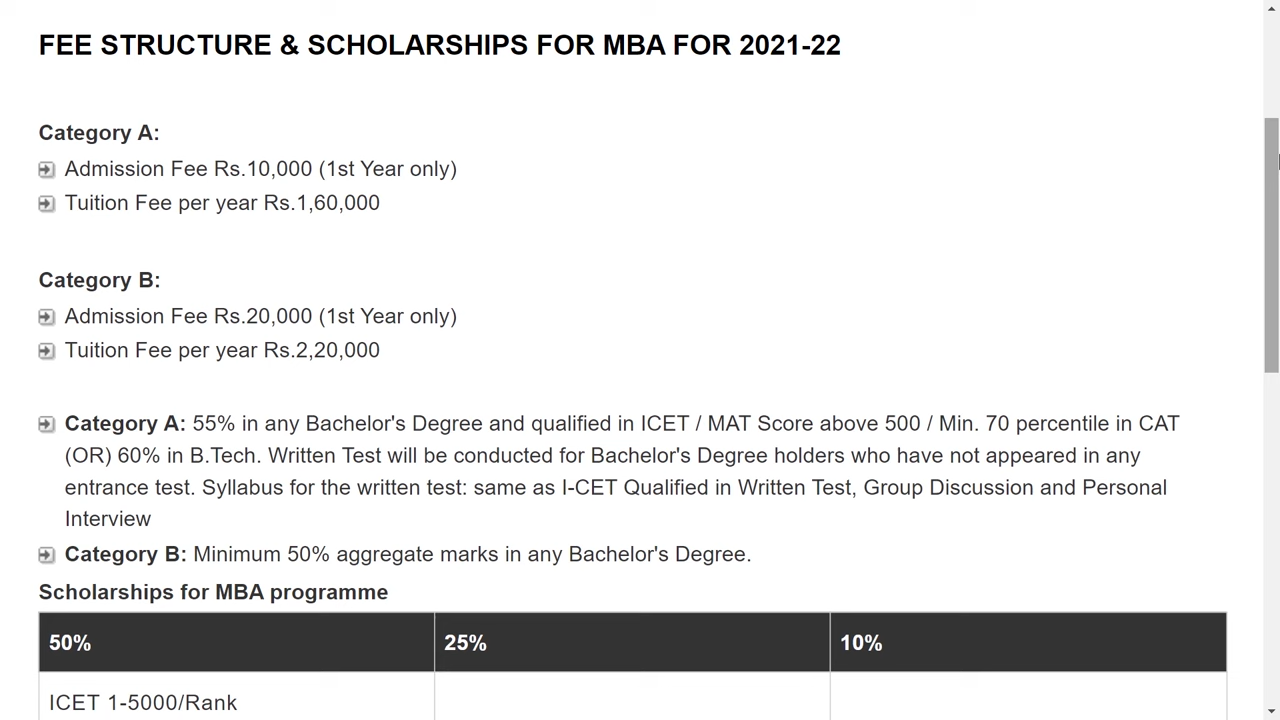 FEE STRUCTURE & SCHOLARSHIPS FOR MBA FOR 2021-22
Category A:
Admission Fee Rs.10,000 (1st Year only)
Tuition Fee per year Rs.1,60,000
Category B:
Admission Fee Rs.20,000 (1st Year only)
Tuition Fee per year Rs.2,20,000
Category A: 55% in any Bachelor's Degree and qualified in ICET / MAT Score above 500 / Min. 70 percentile in CAT
(OR) 60% in B.Tech. Written Test will be conducted for Bachelor's Degree holders who have not appeared in any
entrance test. Syllabus for the written test: same as I-CET Qualified in Written Test, Group Discussion and Personal
Interview
Category B: Minimum 50% aggregate marks in any Bachelor's Degree.
Scholarships for MBA programme
50% 25% 10%
ICET 1-5000/Rank